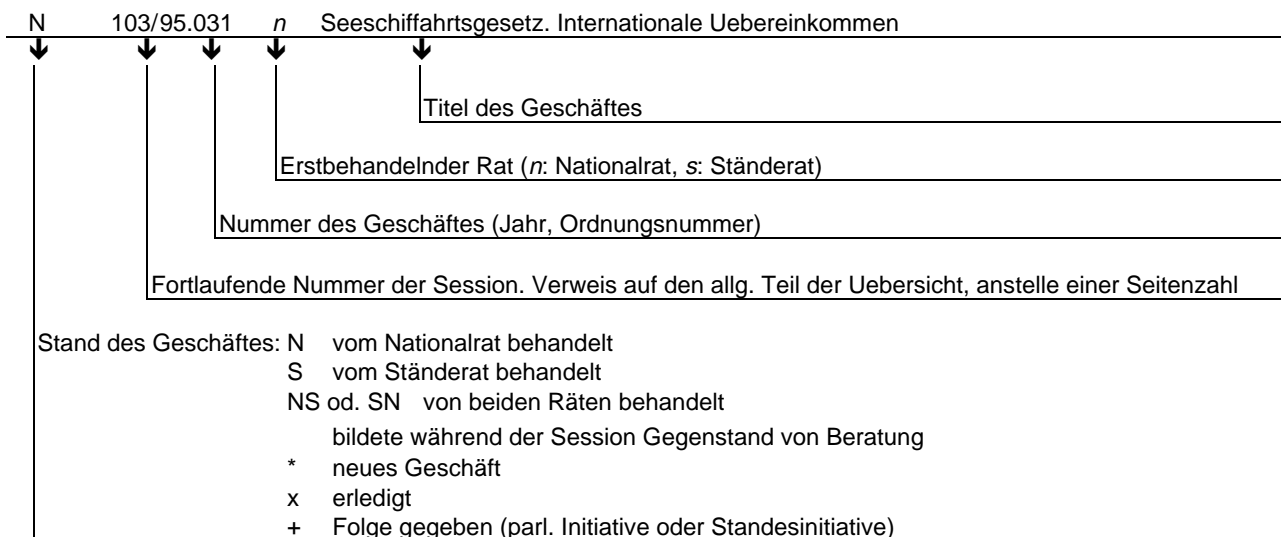 N 103/95.031 n Seeschiffahrtsgesetz. Internationale Uebereinkommen
Titel des Geschäftes
Erstbehandelnder Rat (n: Nationalrat, s: Ständerat)
Nummer des Geschäftes (Jahr, Ordnungsnummer)
Fortlaufende Nummer der Session. Verweis auf den allg. Teil der Uebersicht, anstelle einer Seitenzahl
Stand des Geschäftes: N vom Nationalrat behandelt
S vom Ständerat behandelt
NS od. SN von beiden Räten behandelt
bildete während der Session Gegenstand von Beratung
* neues Geschäft
x erledigt
+ Folge gegeben (parl. Initiative oder Standesinitiative)